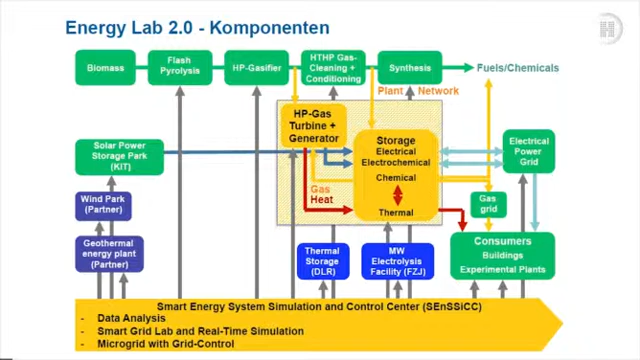 Energy Lab 2.0 - Komponenten
Biomass
Flash
Pyrolysis
HP-Gasifier
HTHP Gas-
Cleaning +
Conditioning
Synthesis
Fuels/Chemicals
Plant Network
HP-Gas
Turbine +
Generator
Storage
Electrical
Electrochemical
Chemical
Thermal
Gas
Heat
Solar Power
Storage Park
(KIT)
Electrical
Power
Grid
Wind Park
(Partner)
Gas
grid
Geothermal
energy plant
(Partner)
Thermal
Storage
(DLR)
MW
Electrolysis
Facility (FZJ)
Consumers
Buildings
Experimental Plants
Smart Energy System Simulation and Control Center (SEnSSiCC)
- Data Analysis
- Smart Grid Lab and Real-Time Simulation
- Microgrid with Grid-Control